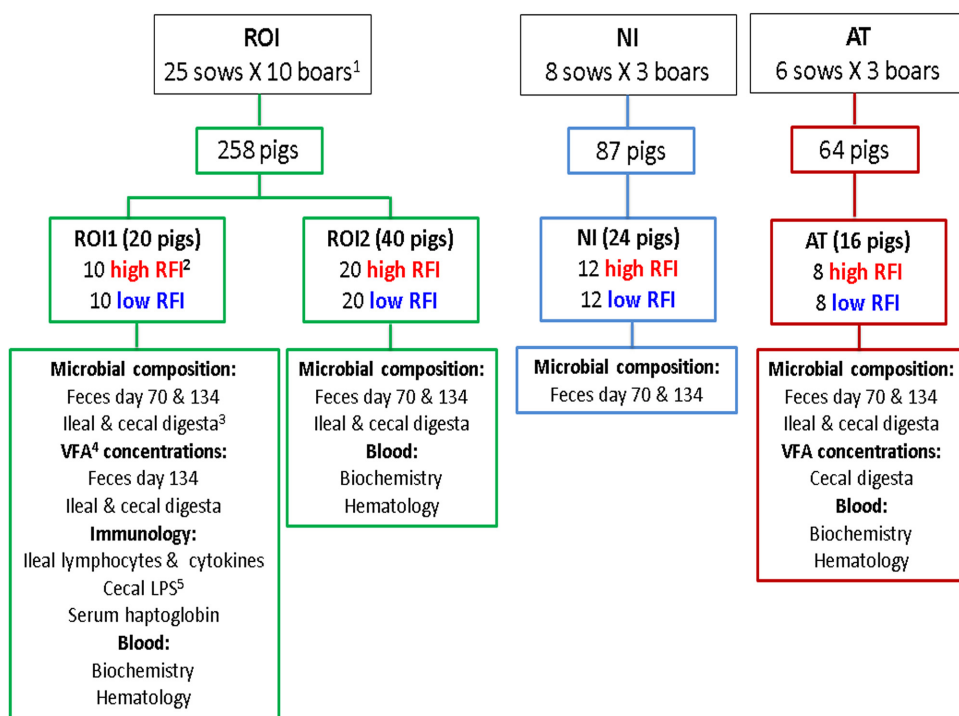 ROI
25 sows X 10 boars¹
NI
8 sows X 3 boars
AT
6 sows X 3 boars
258 pigs
87 pigs
64 pigs
ROI1 (20 pigs)
10 high RFI²
10 low RFI
ROI2 (40 pigs)
20 high RFI
20 low RFI
NI (24 pigs)
12 high RFI
12 low RFI
AT (16 pigs)
8 high RFI
8 low RFI
Microbial composition:
Feces day 70 & 134
Ileal & cecal digesta³
VFA⁴ concentrations:
Feces day 134
Ileal & cecal digesta
Immunology:
Ileal lymphocytes & cytokines
Cecal LPS⁵
Serum haptoglobin
Blood:
Biochemistry
Hematology
Microbial composition:
Feces day 70 & 134
Ileal & cecal digesta
Blood:
Biochemistry
Hematology
Microbial composition:
Feces day 70 & 134
Microbial composition:
Feces day 70 & 134
Ileal & cecal digesta
VFA concentrations:
Cecal digesta
Blood:
Biochemistry
Hematology